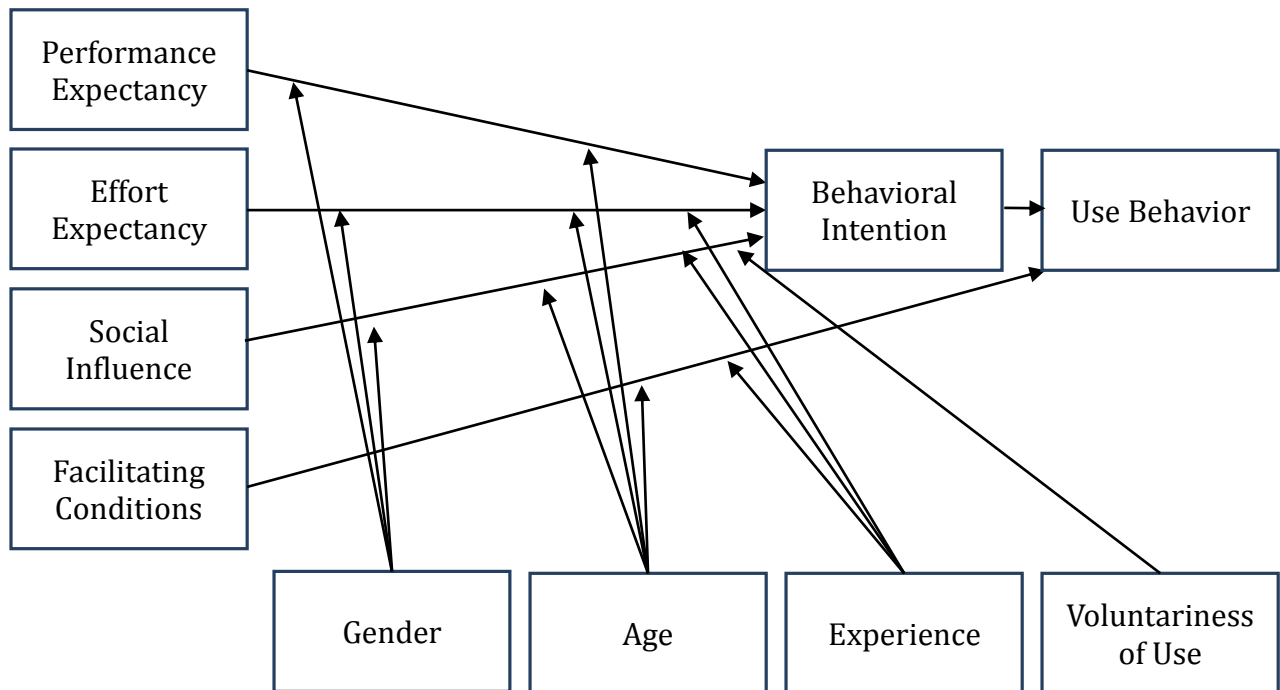 Performance
Expectancy
Effort
Expectancy
Behavioral
Intention
Use Behavior
Social
Influence
Facilitating
Conditions
Gender
Age
Experience
Voluntariness
of Use